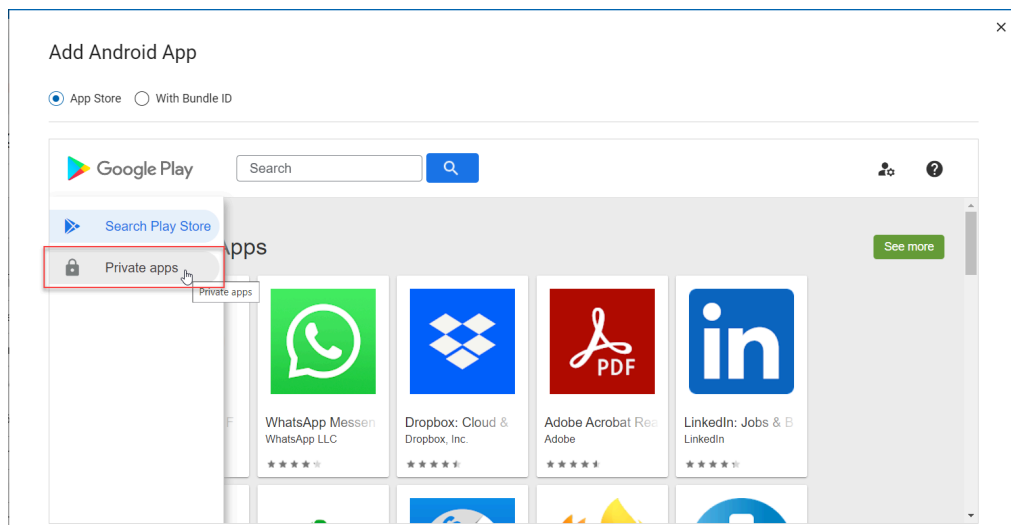 Add Android App
App Store With Bundle ID
Google Play Search
Search Play Store
Apps See more
Private apps
Private apps
PDF
in
F WhatsApp Messen Dropbox: Cloud & Adobe Acrobat Rea LinkedIn: Jobs & B
WhatsApp LLC Dropbox, Inc. Adobe LinkedIn